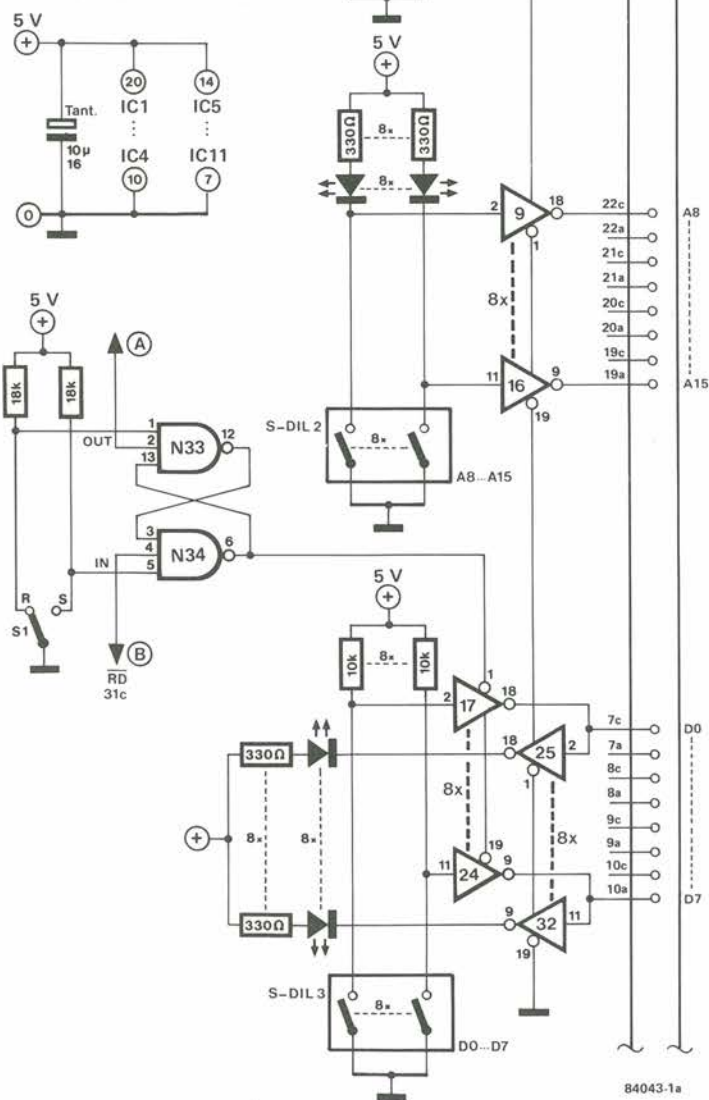 5 V
+
Tant.
10µ
16
20
IC1
IC4
10
14
IC5
IC11
7
0
5 V
+
330Ω
8x
330Ω
8x
2
9
18
1
8x
11
16
9
19
22c
22a
21c
21a
20c
20a
19c
19a
A8
A15
S-DIL 2
8x
A8...A15
5 V
+
18k
18k
A
OUT
1
2
13
N33
12
3
4
5
N34
6
IN
R
S
S1
B
RD
31c
5 V
+
10k
8x
10k
2
17
1
18
18
25
2
1
330Ω
8x
8x
+
330Ω
8x
8x
11
24
19
9
9
32
11
19
7c
7a
8c
8a
9c
9a
10c
10a
D0
D7
S-DIL 3
8x
D0...D7
84043-1a